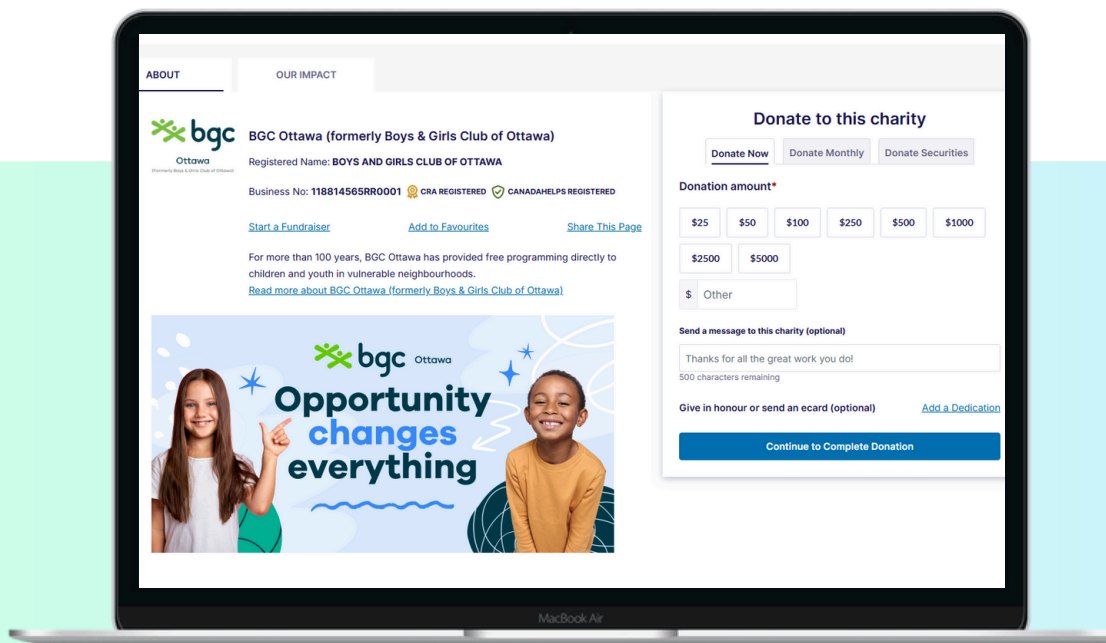 ABOUT
OUR IMPACT
bgc
Ottawa
(Formerly Boys & Girls Club of Ottawa)
BGC Ottawa (formerly Boys & Girls Club of Ottawa)
Registered Name: BOYS AND GIRLS CLUB OF OTTAWA
Business No: 118814565RR0001 CRA REGISTERED CANADAHELPS REGISTERED
Start a Fundraiser
Add to Favourites
Share This Page
For more than 100 years, BGC Ottawa has provided free programming directly to
children and youth in vulnerable neighbourhoods.
Read more about BGC Ottawa (formerly Boys & Girls Club of Ottawa)
bgc Ottawa
Opportunity
changes
everything
Donate to this charity
Donate Now
Donate Monthly
Donate Securities
Donation amount*
$25
$50
$100
$250
$500
$1000
$2500
$5000
$ Other
Send a message to this charity (optional)
Thanks for all the great work you do!
500 characters remaining
Give in honour or send an ecard (optional)
Add a Dedication
Continue to Complete Donation
MacBook Air